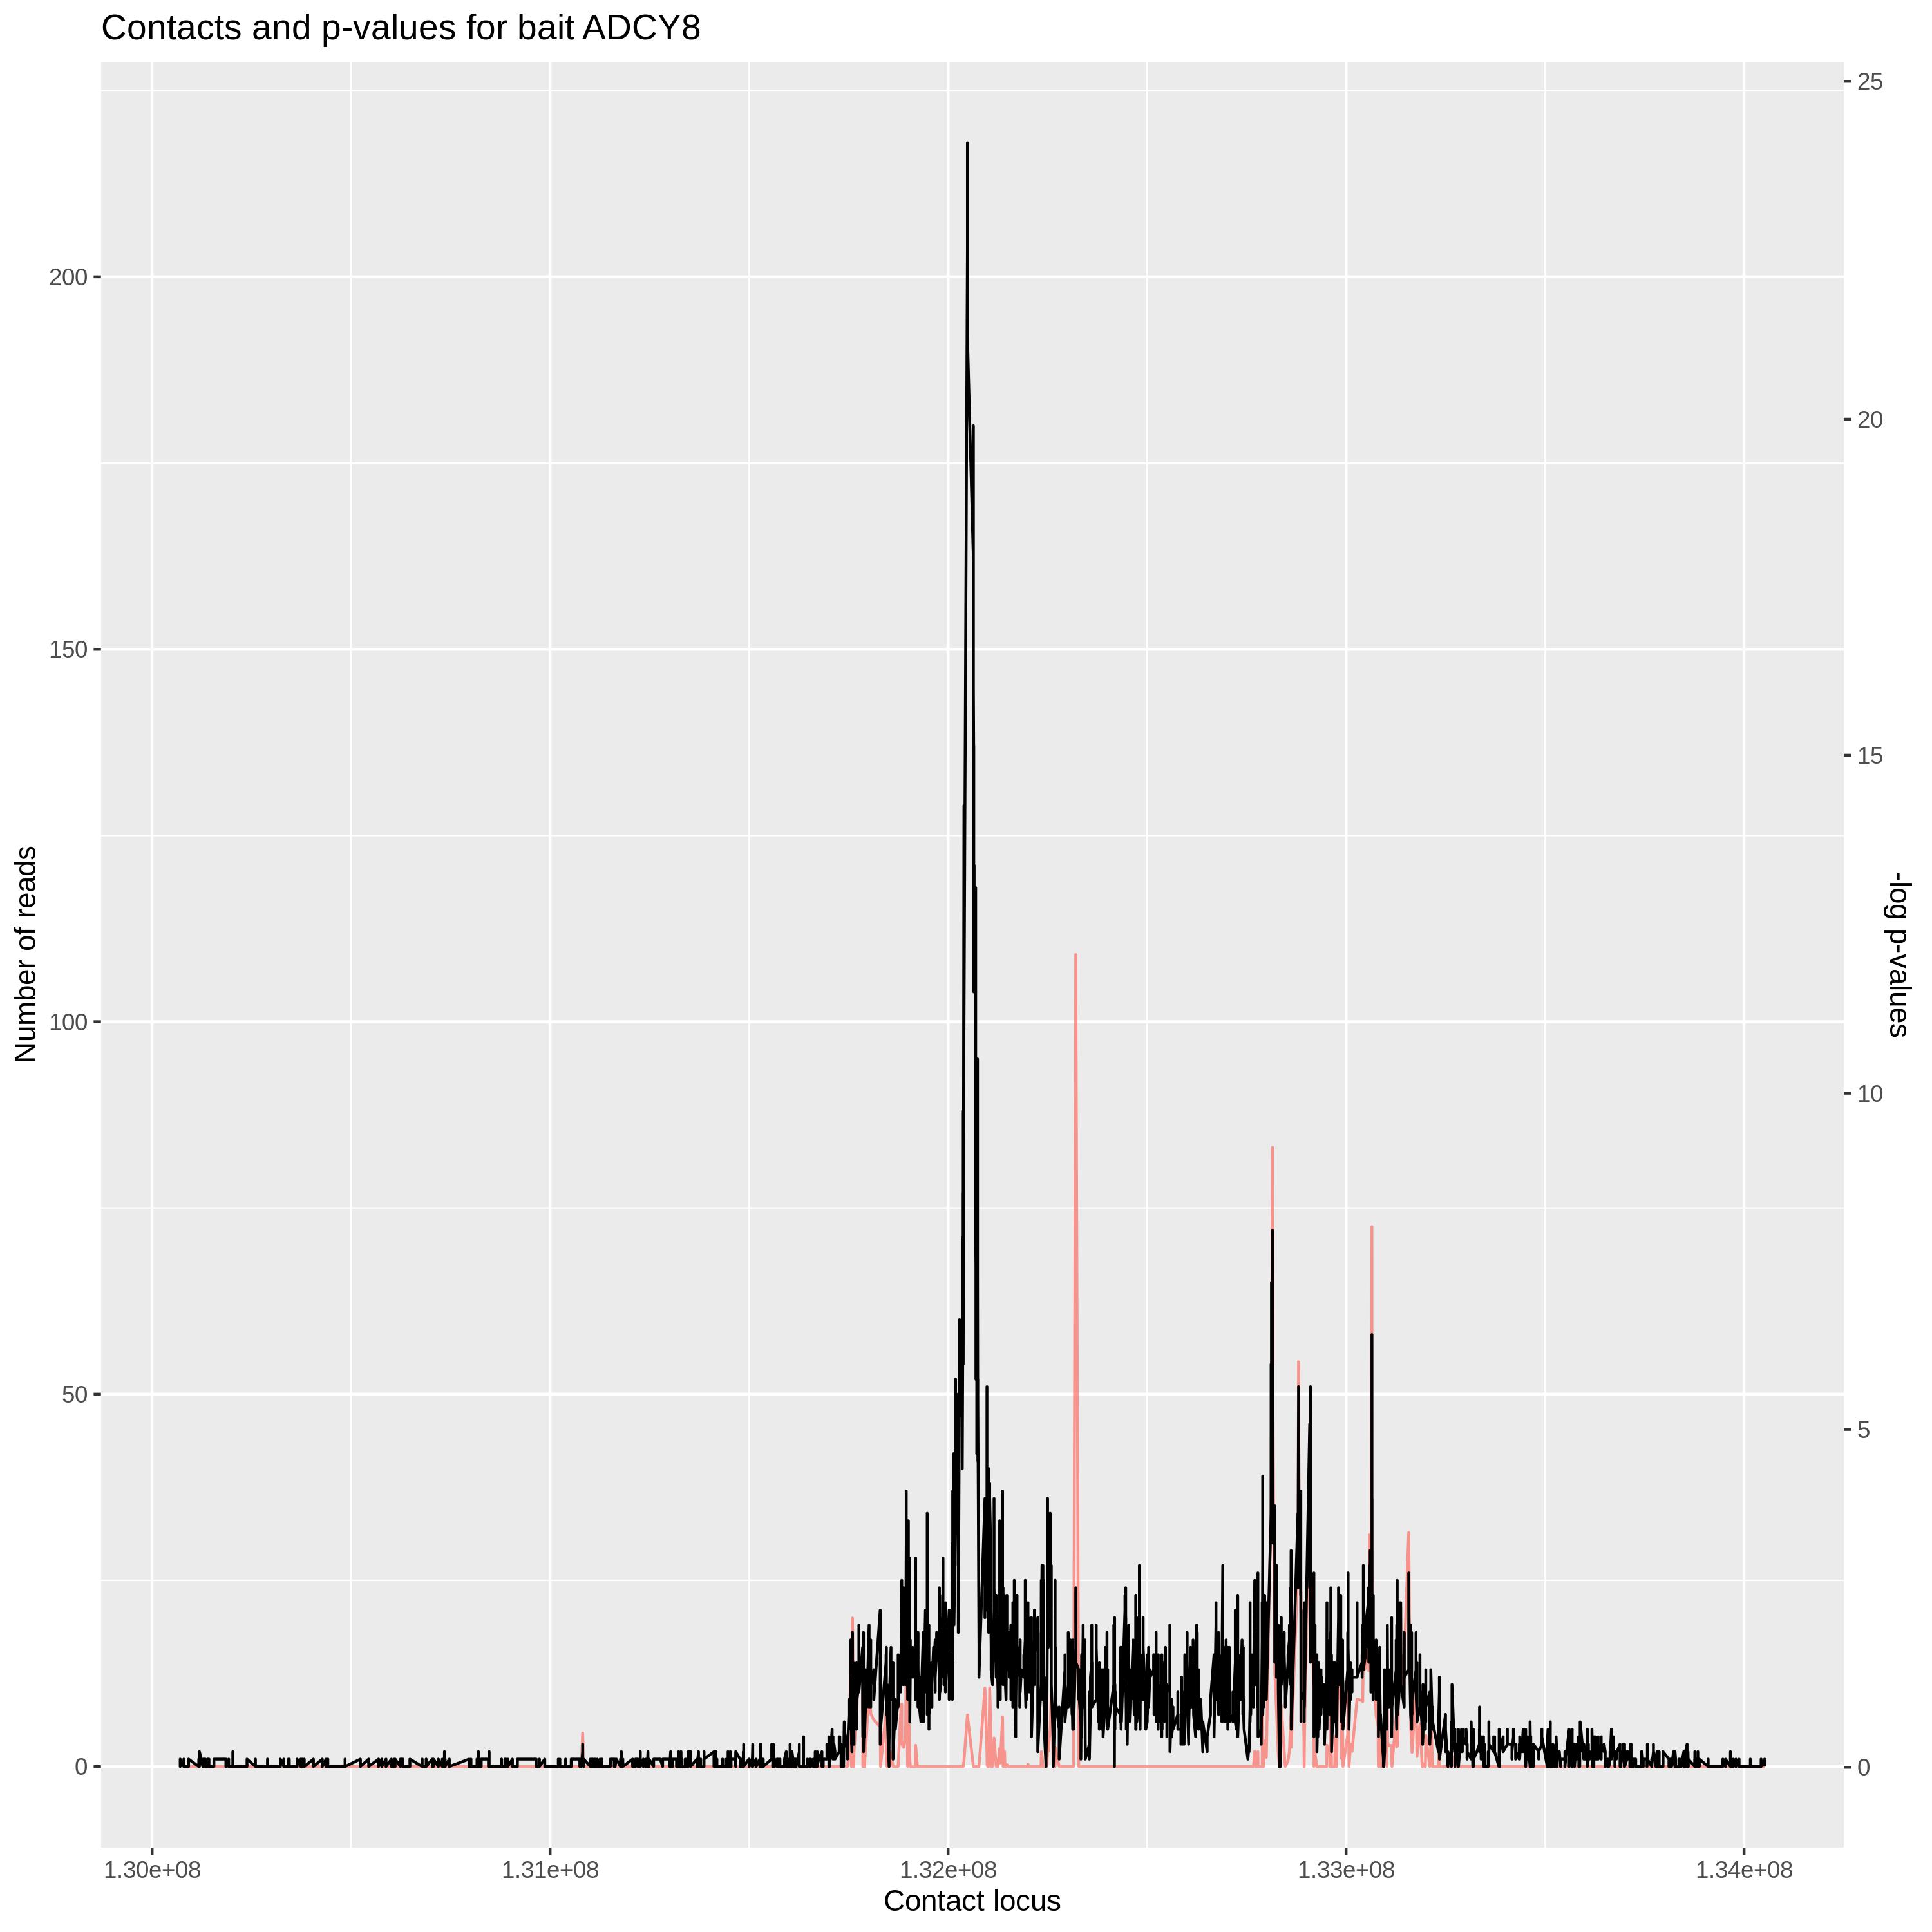 Contacts and p-values for bait ADCY8
Number of reads
200
150
100
50
0
25
20
15
10
5
0
-log p-values
1.30e+08 1.31e+08 1.32e+08 1.33e+08 1.34e+08
Contact locus